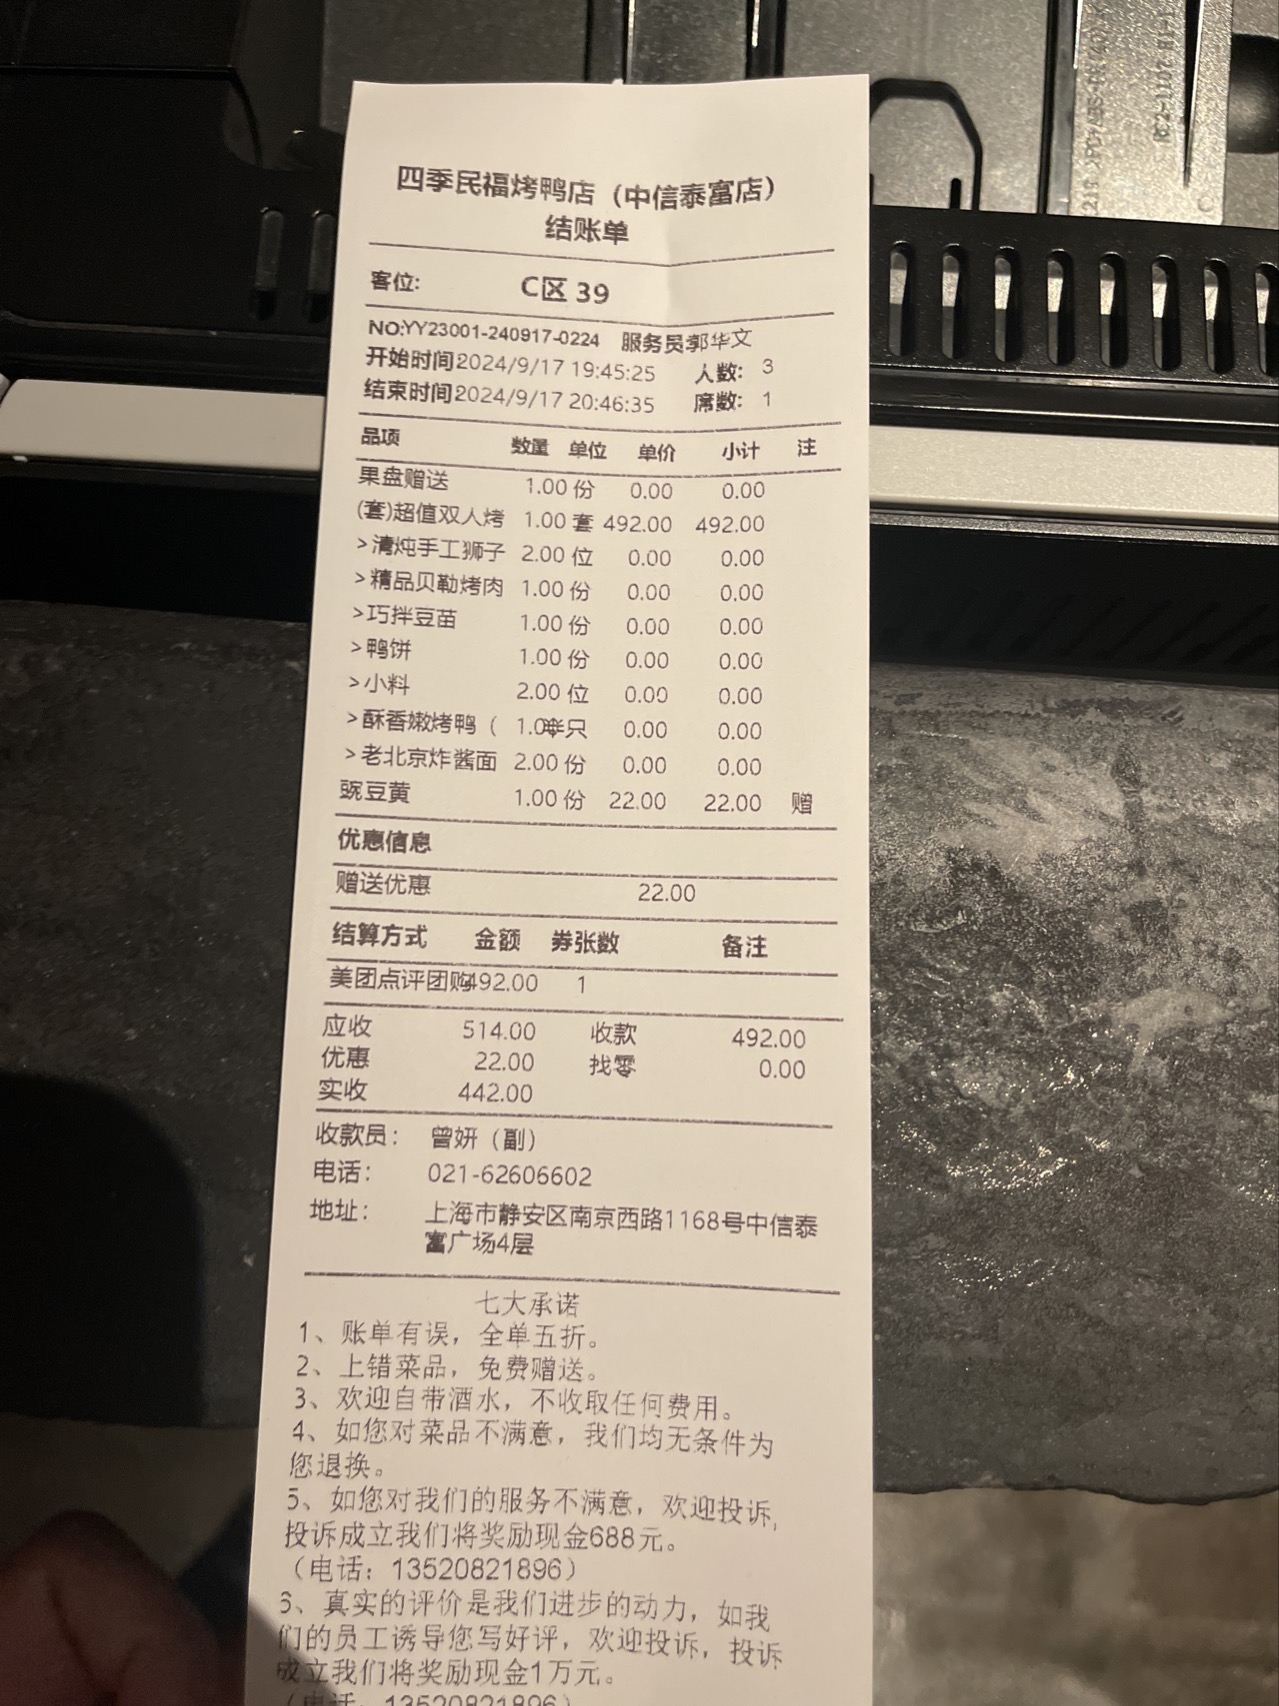 四季民福烤鸭店（中信泰富店）
结账单
客位: C区 39
NO:YY23001-240917-0224 服务员郭华文
开始时间2024/9/17 19:45:25 人数: 3
结束时间2024/9/17 20:46:35 席数: 1
品项 数量 单位 单价 小计 注
果盘赠送 1.00 份 0.00 0.00
(套)超值双人烤 1.00 套 492.00 492.00
>清炖手工狮子 2.00 位 0.00 0.00
>精品贝勒烤肉 1.00 份 0.00 0.00
>巧拌豆苗 1.00 份 0.00 0.00
>鸭饼 1.00 份 0.00 0.00
>小料 2.00 位 0.00 0.00
>酥香嫩烤鸭（ 1.00半只 0.00 0.00
>老北京炸酱面 2.00 份 0.00 0.00
豌豆黄 1.00 份 22.00 22.00 赠
优惠信息
赠送优惠 22.00
结算方式 金额 券张数 备注
美团点评团购492.00 1
应收 514.00 收款 492.00
优惠 22.00 找零 0.00
实收 442.00
收款员: 曾妍（副）
电话: 021-62606602
地址: 上海市静安区南京西路1168号中信泰
富广场4层
七大承诺
1、账单有误，全单五折。
2、上错菜品，免费赠送。
3、欢迎自带酒水，不收取任何费用。
4、如您对菜品不满意，我们均无条件为
您退换。
5、如您对我们的服务不满意，欢迎投诉,
投诉成立我们将奖励现金688元。
（电话：13520821896）
6、真实的评价是我们进步的动力，如我
们的员工诱导您写好评，欢迎投诉，投诉
成立我们将奖励现金1万元。
（电话：13520821896）